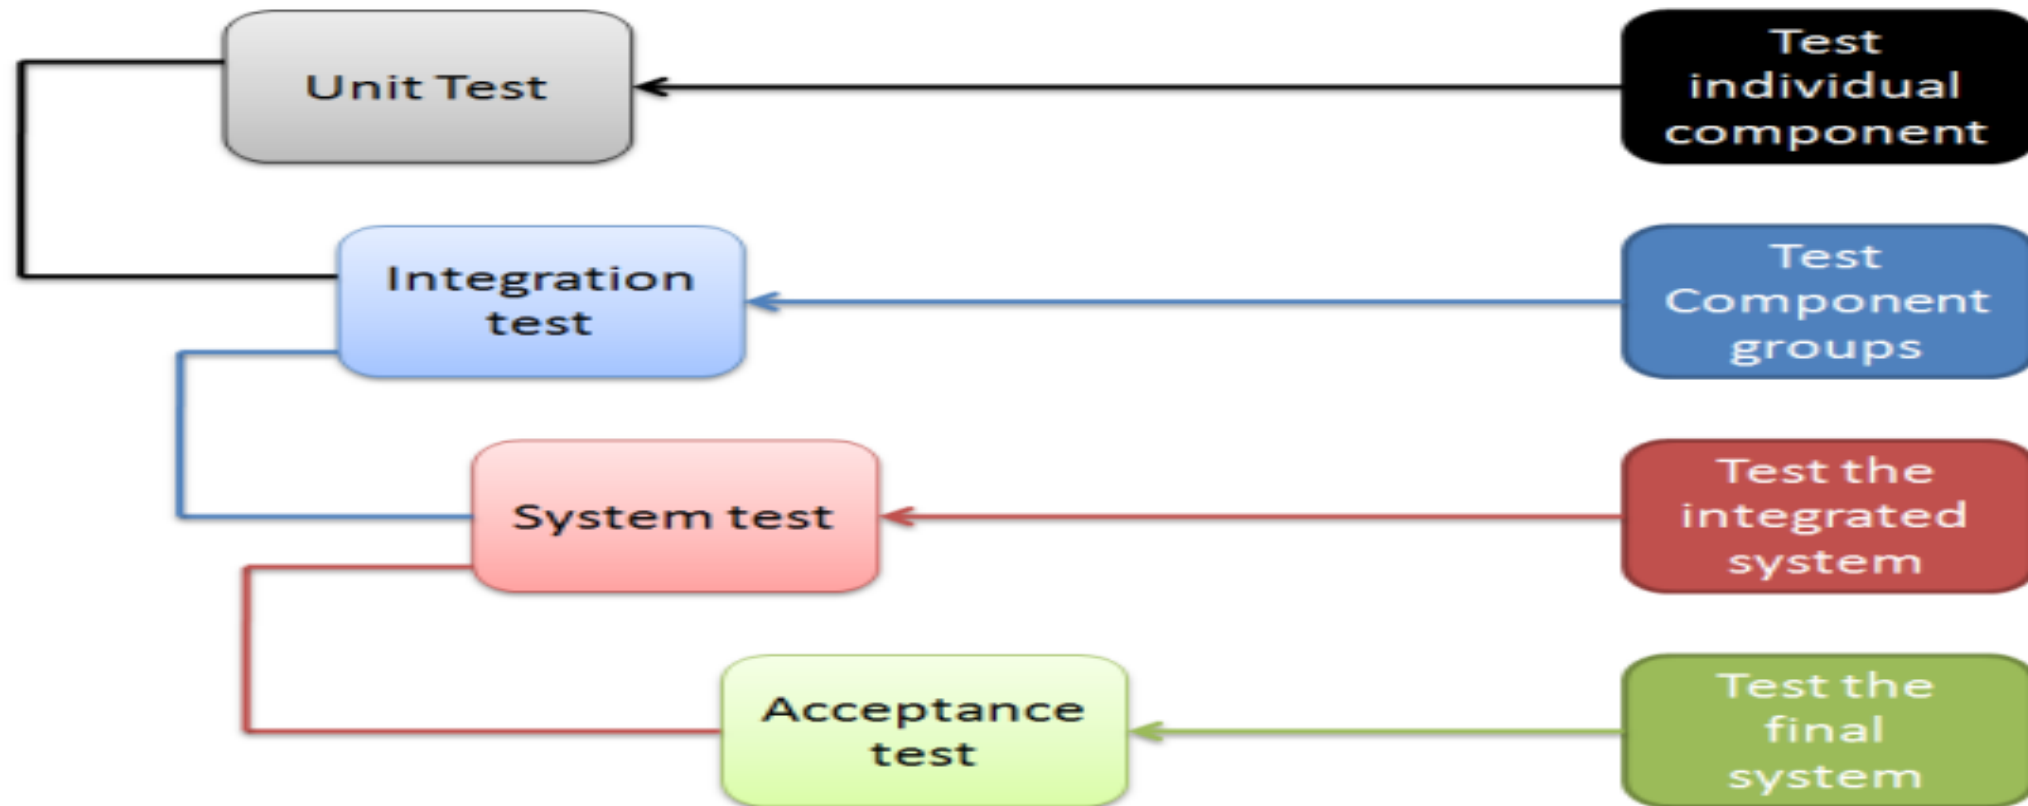 Unit Test
Test
individual
component
Integration
test
Test
Component
groups
System test
Test the
integrated
system
Acceptance
test
Test the
final
system